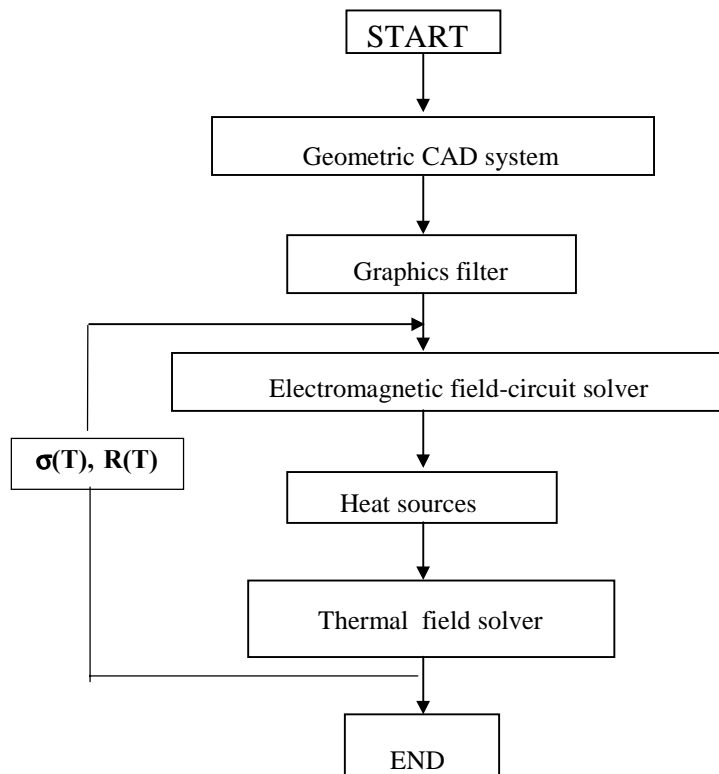 START
Geometric CAD system
Graphics filter
Electromagnetic field-circuit solver
σ(T), R(T)
Heat sources
Thermal field solver
END